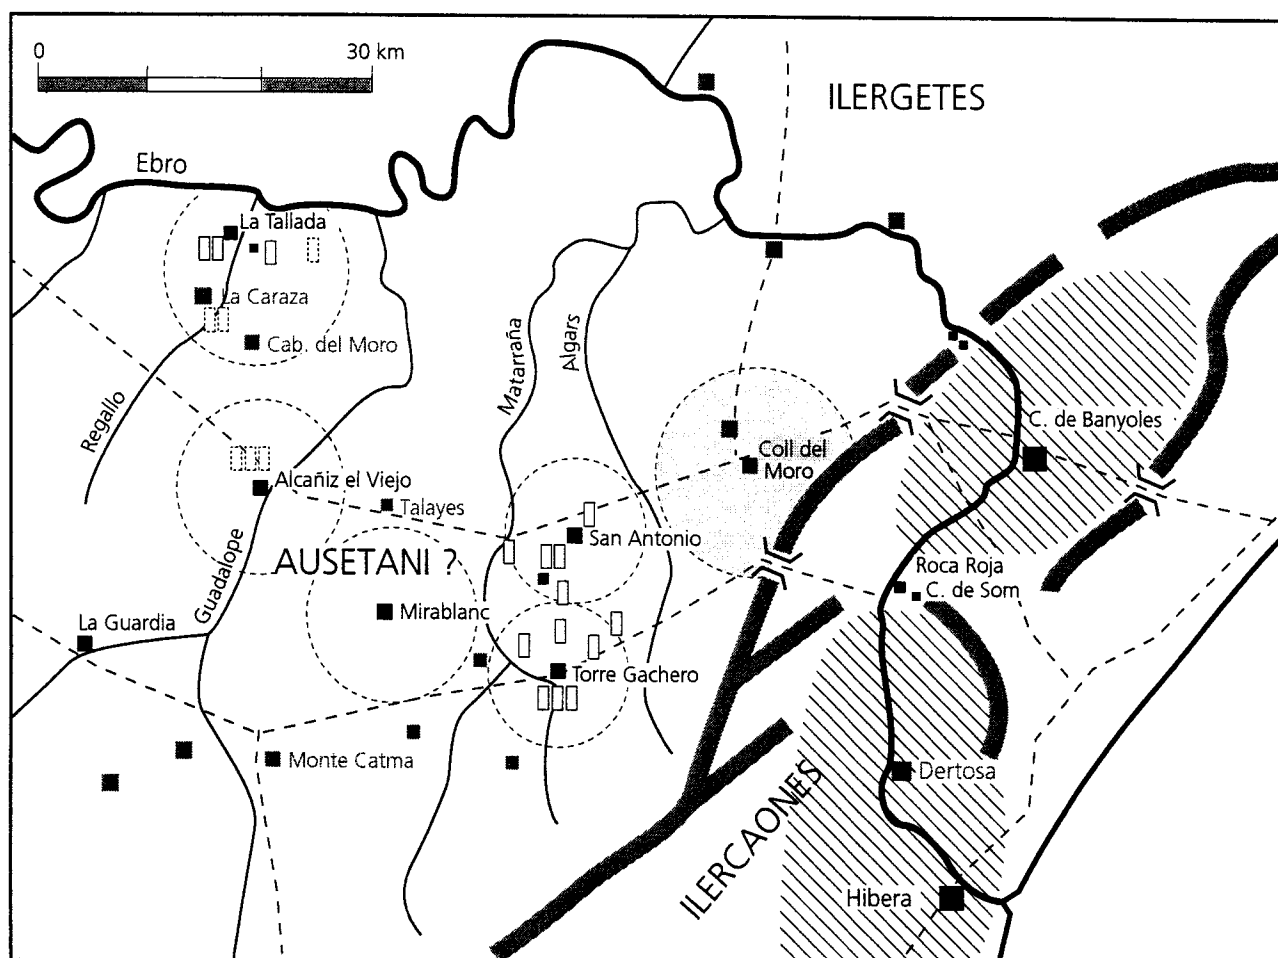 0 30 km
ILERGETES
Ebro
La Tallada
La Caraza
Cab. del Moro
Regallo
Matarraña
Algars
C. de Banyoles
Coll del
Moro
Alcañiz el Viejo
Talayes
San Antonio
Guadalope
AUSETANI ?
Roca Roja
C. de Som
Mirablanc
La Guardia
Torre Gachero
Monte Catma
Dertosa
ILERCAONES
Hibera